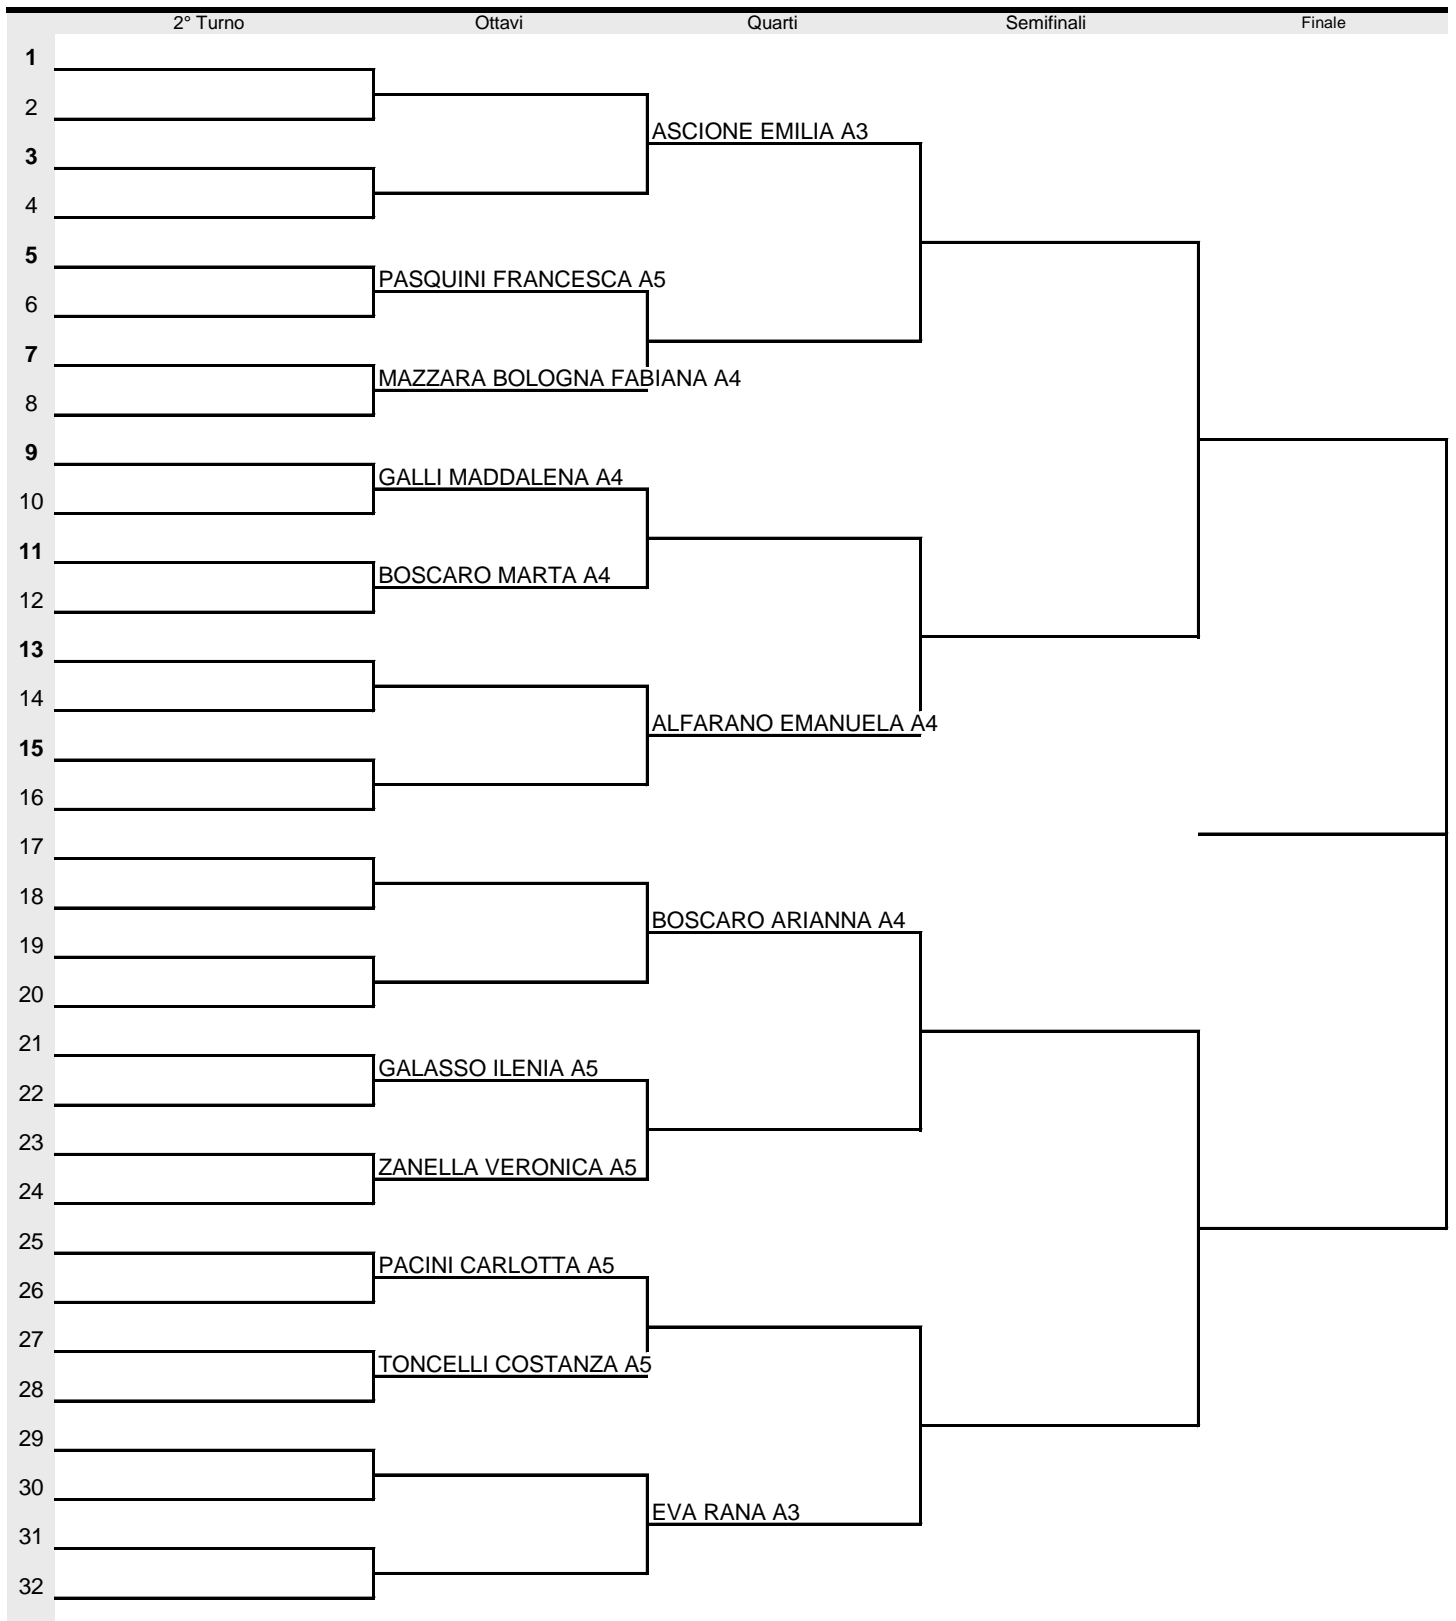 2° Turno Ottavi Quarti Semifinali Finale
1
2
ASCIONE EMILIA A3
3
4
5
PASQUINI FRANCESCA A5
6
7
MAZZARA BOLOGNA FABIANA A4
8
9
GALLI MADDALENA A4
10
11
BOSCARO MARTA A4
12
13
14
ALFARANO EMANUELA A4
15
16
17
18
BOSCARO ARIANNA A4
19
20
21
GALASSO ILENIA A5
22
23
ZANELLA VERONICA A5
24
25
PACINI CARLOTTA A5
26
27
TONCELLI COSTANZA A5
28
29
30
EVA RANA A3
31
32